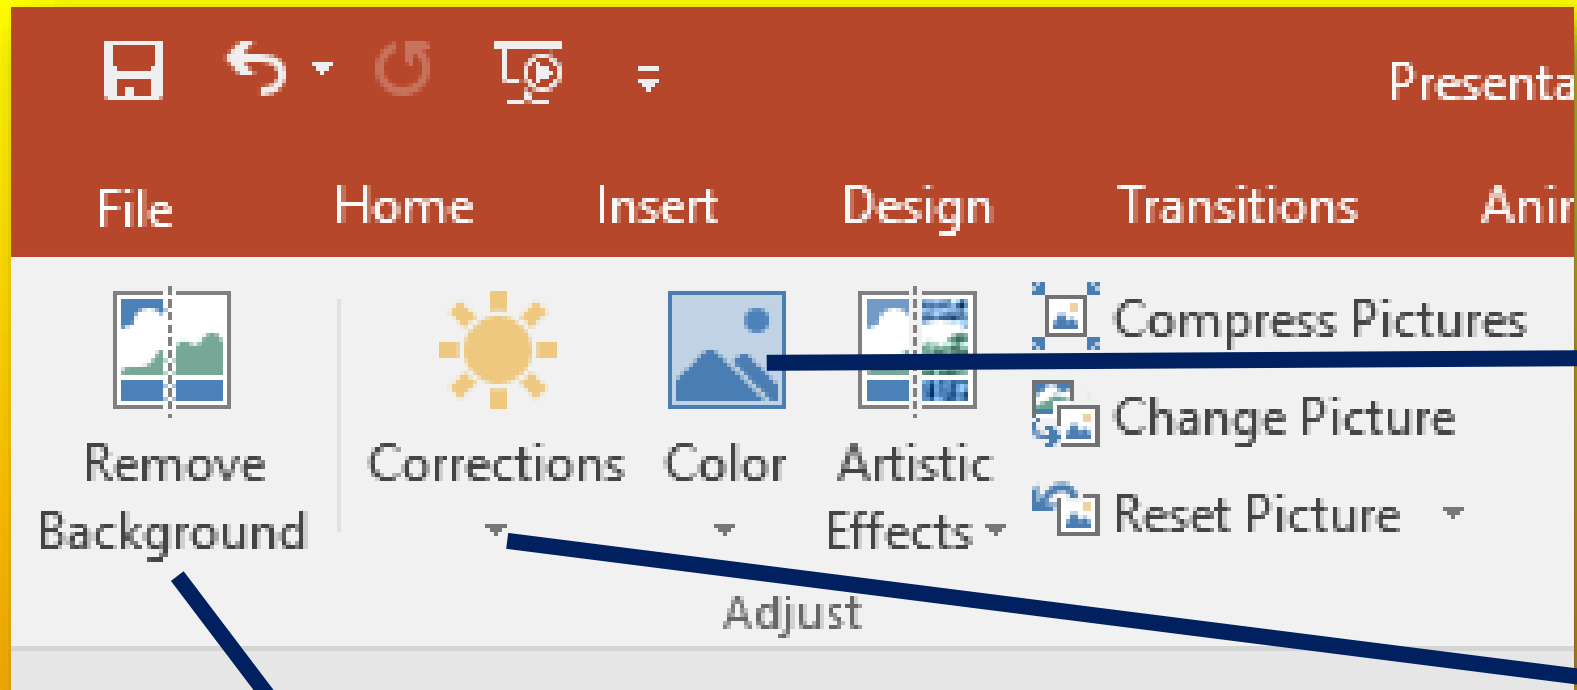 Presenta
File Home Insert Design Transitions Anir
Compress Pictures
Change Picture
Reset Picture
Remove Background
Corrections
Color
Artistic Effects
Adjust